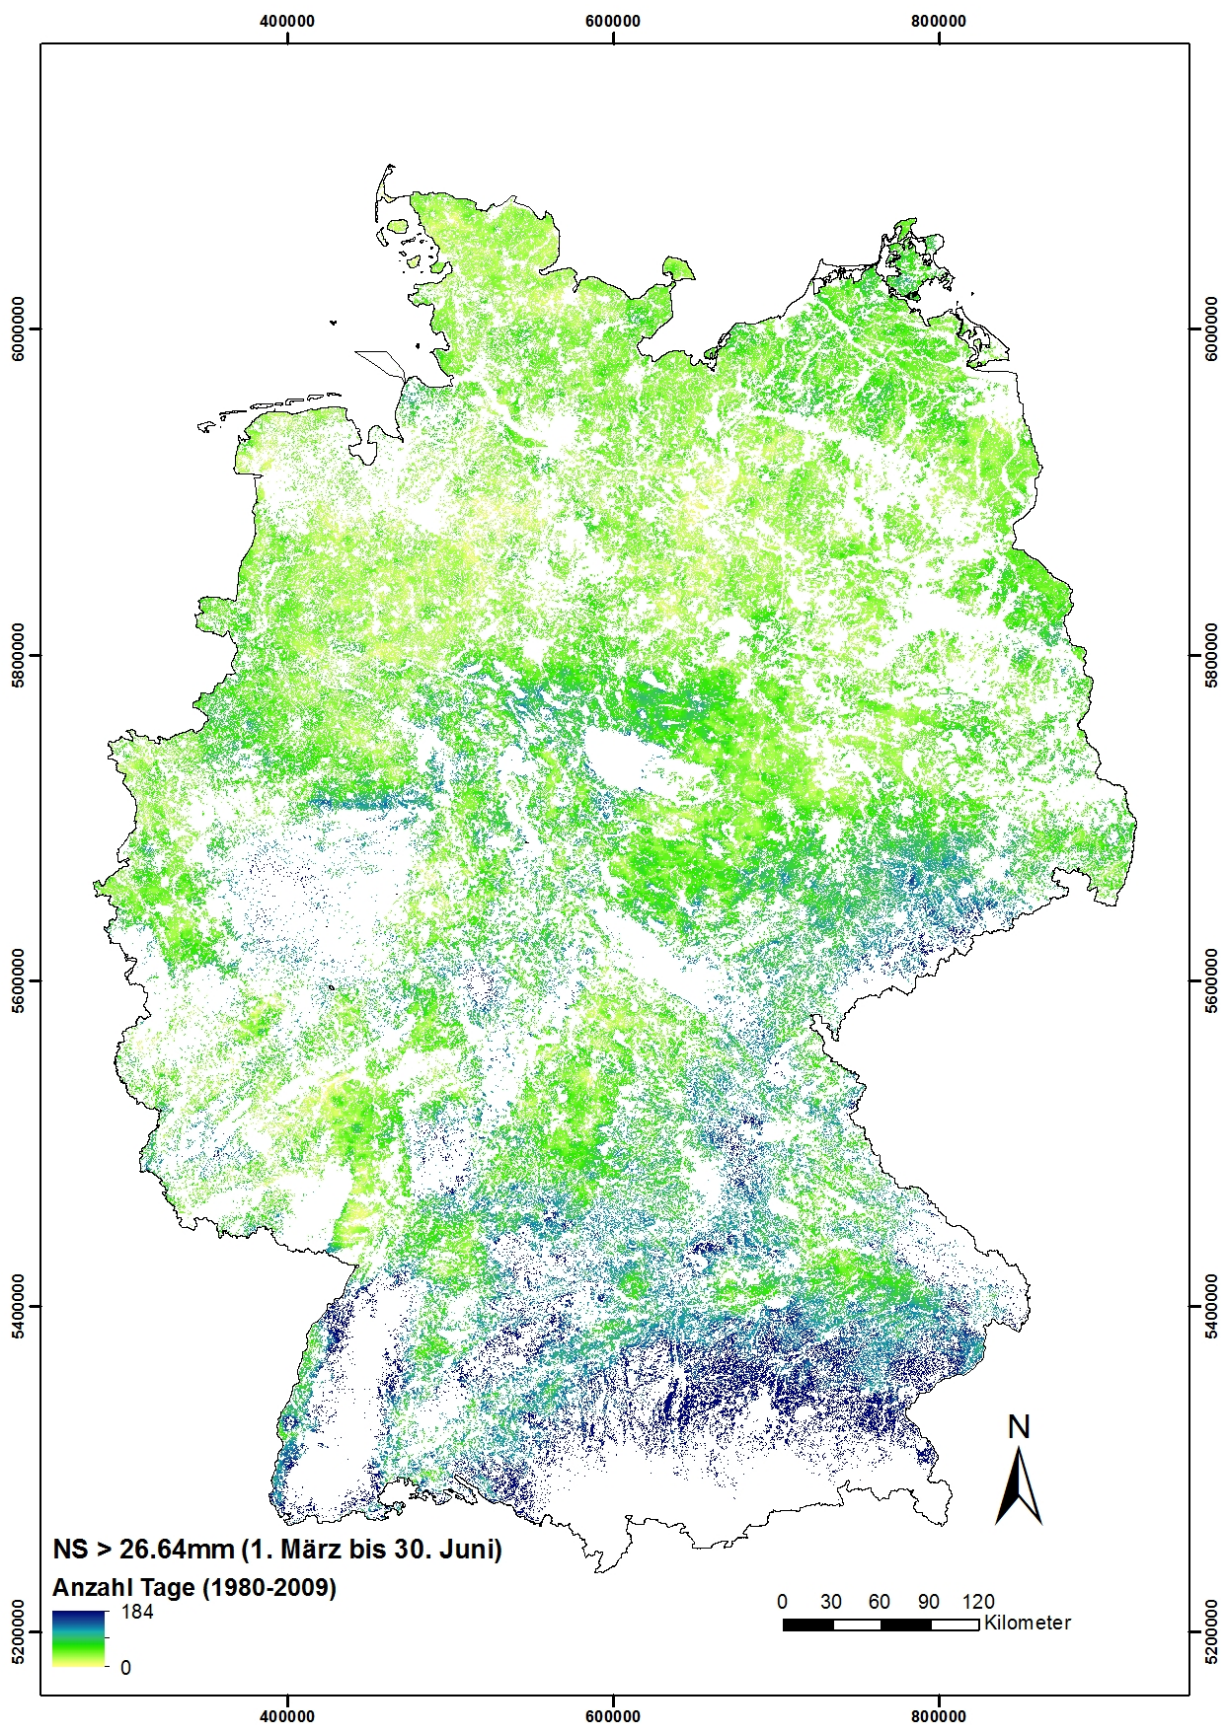 400000 600000 800000
6000000 6000000
5800000 5800000
5600000 5600000
5400000 5400000
N
NS > 26.64mm (1. März bis 30. Juni)
Anzahl Tage (1980-2009)
184
0
0 30 60 90 120
Kilometer
5200000 5200000
400000 600000 800000